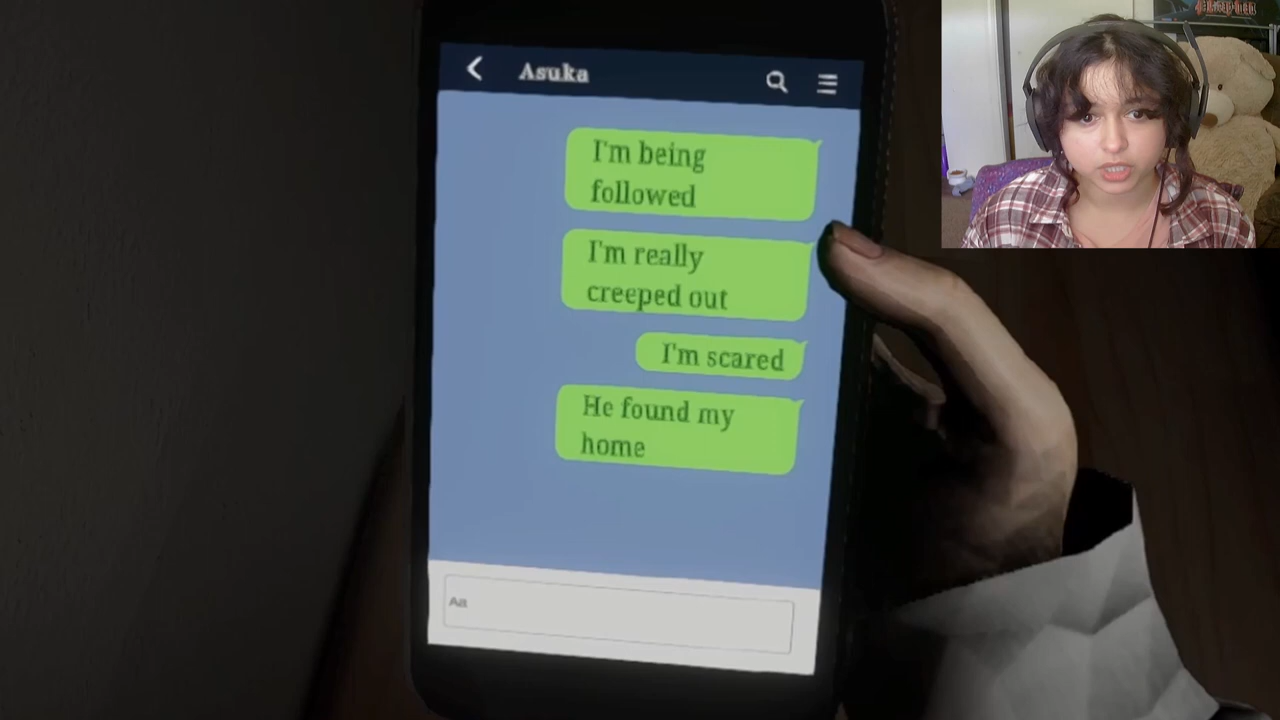 Asuka
I'm being
followed
I'm really
creeped out
I'm scared
He found my
home
Aa